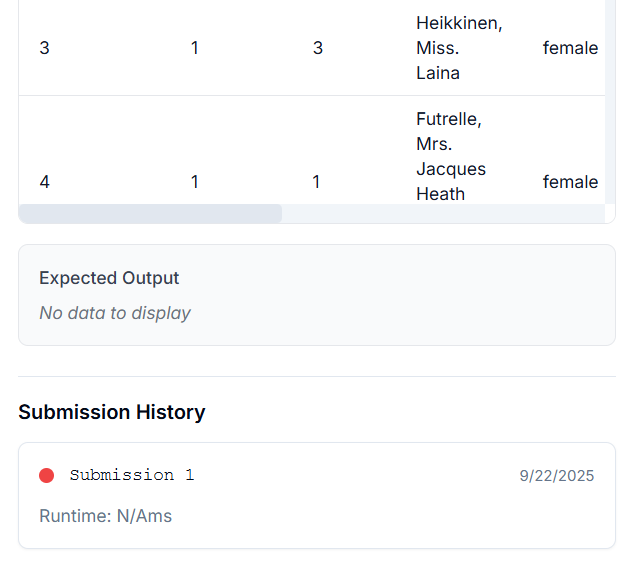 3 1 3 Heikkinen, Miss. Laina female
4 1 1 Futrelle, Mrs. Jacques Heath female
Expected Output
No data to display
Submission History
Submission 1 9/22/2025
Runtime: N/Ams